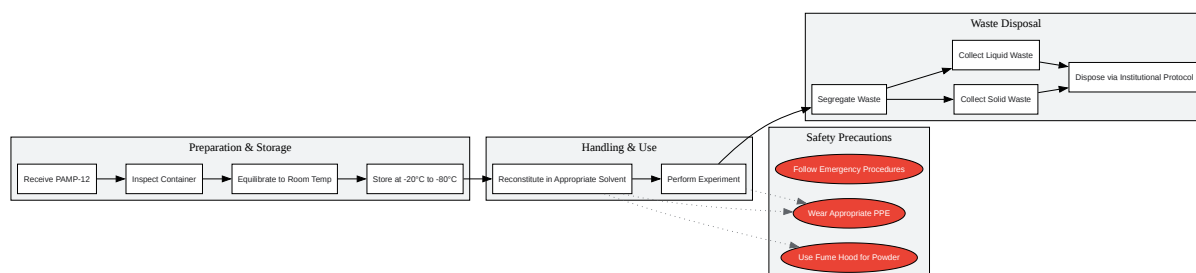 Preparation & Storage
Receive PAMP-12
Inspect Container
Equilibrate to Room Temp
Store at -20°C to -80°C
Handling & Use
Reconstitute in Appropriate Solvent
Perform Experiment
Waste Disposal
Segregate Waste
Collect Liquid Waste
Collect Solid Waste
Dispose via Institutional Protocol
Safety Precautions
Follow Emergency Procedures
Wear Appropriate PPE
Use Fume Hood for Powder